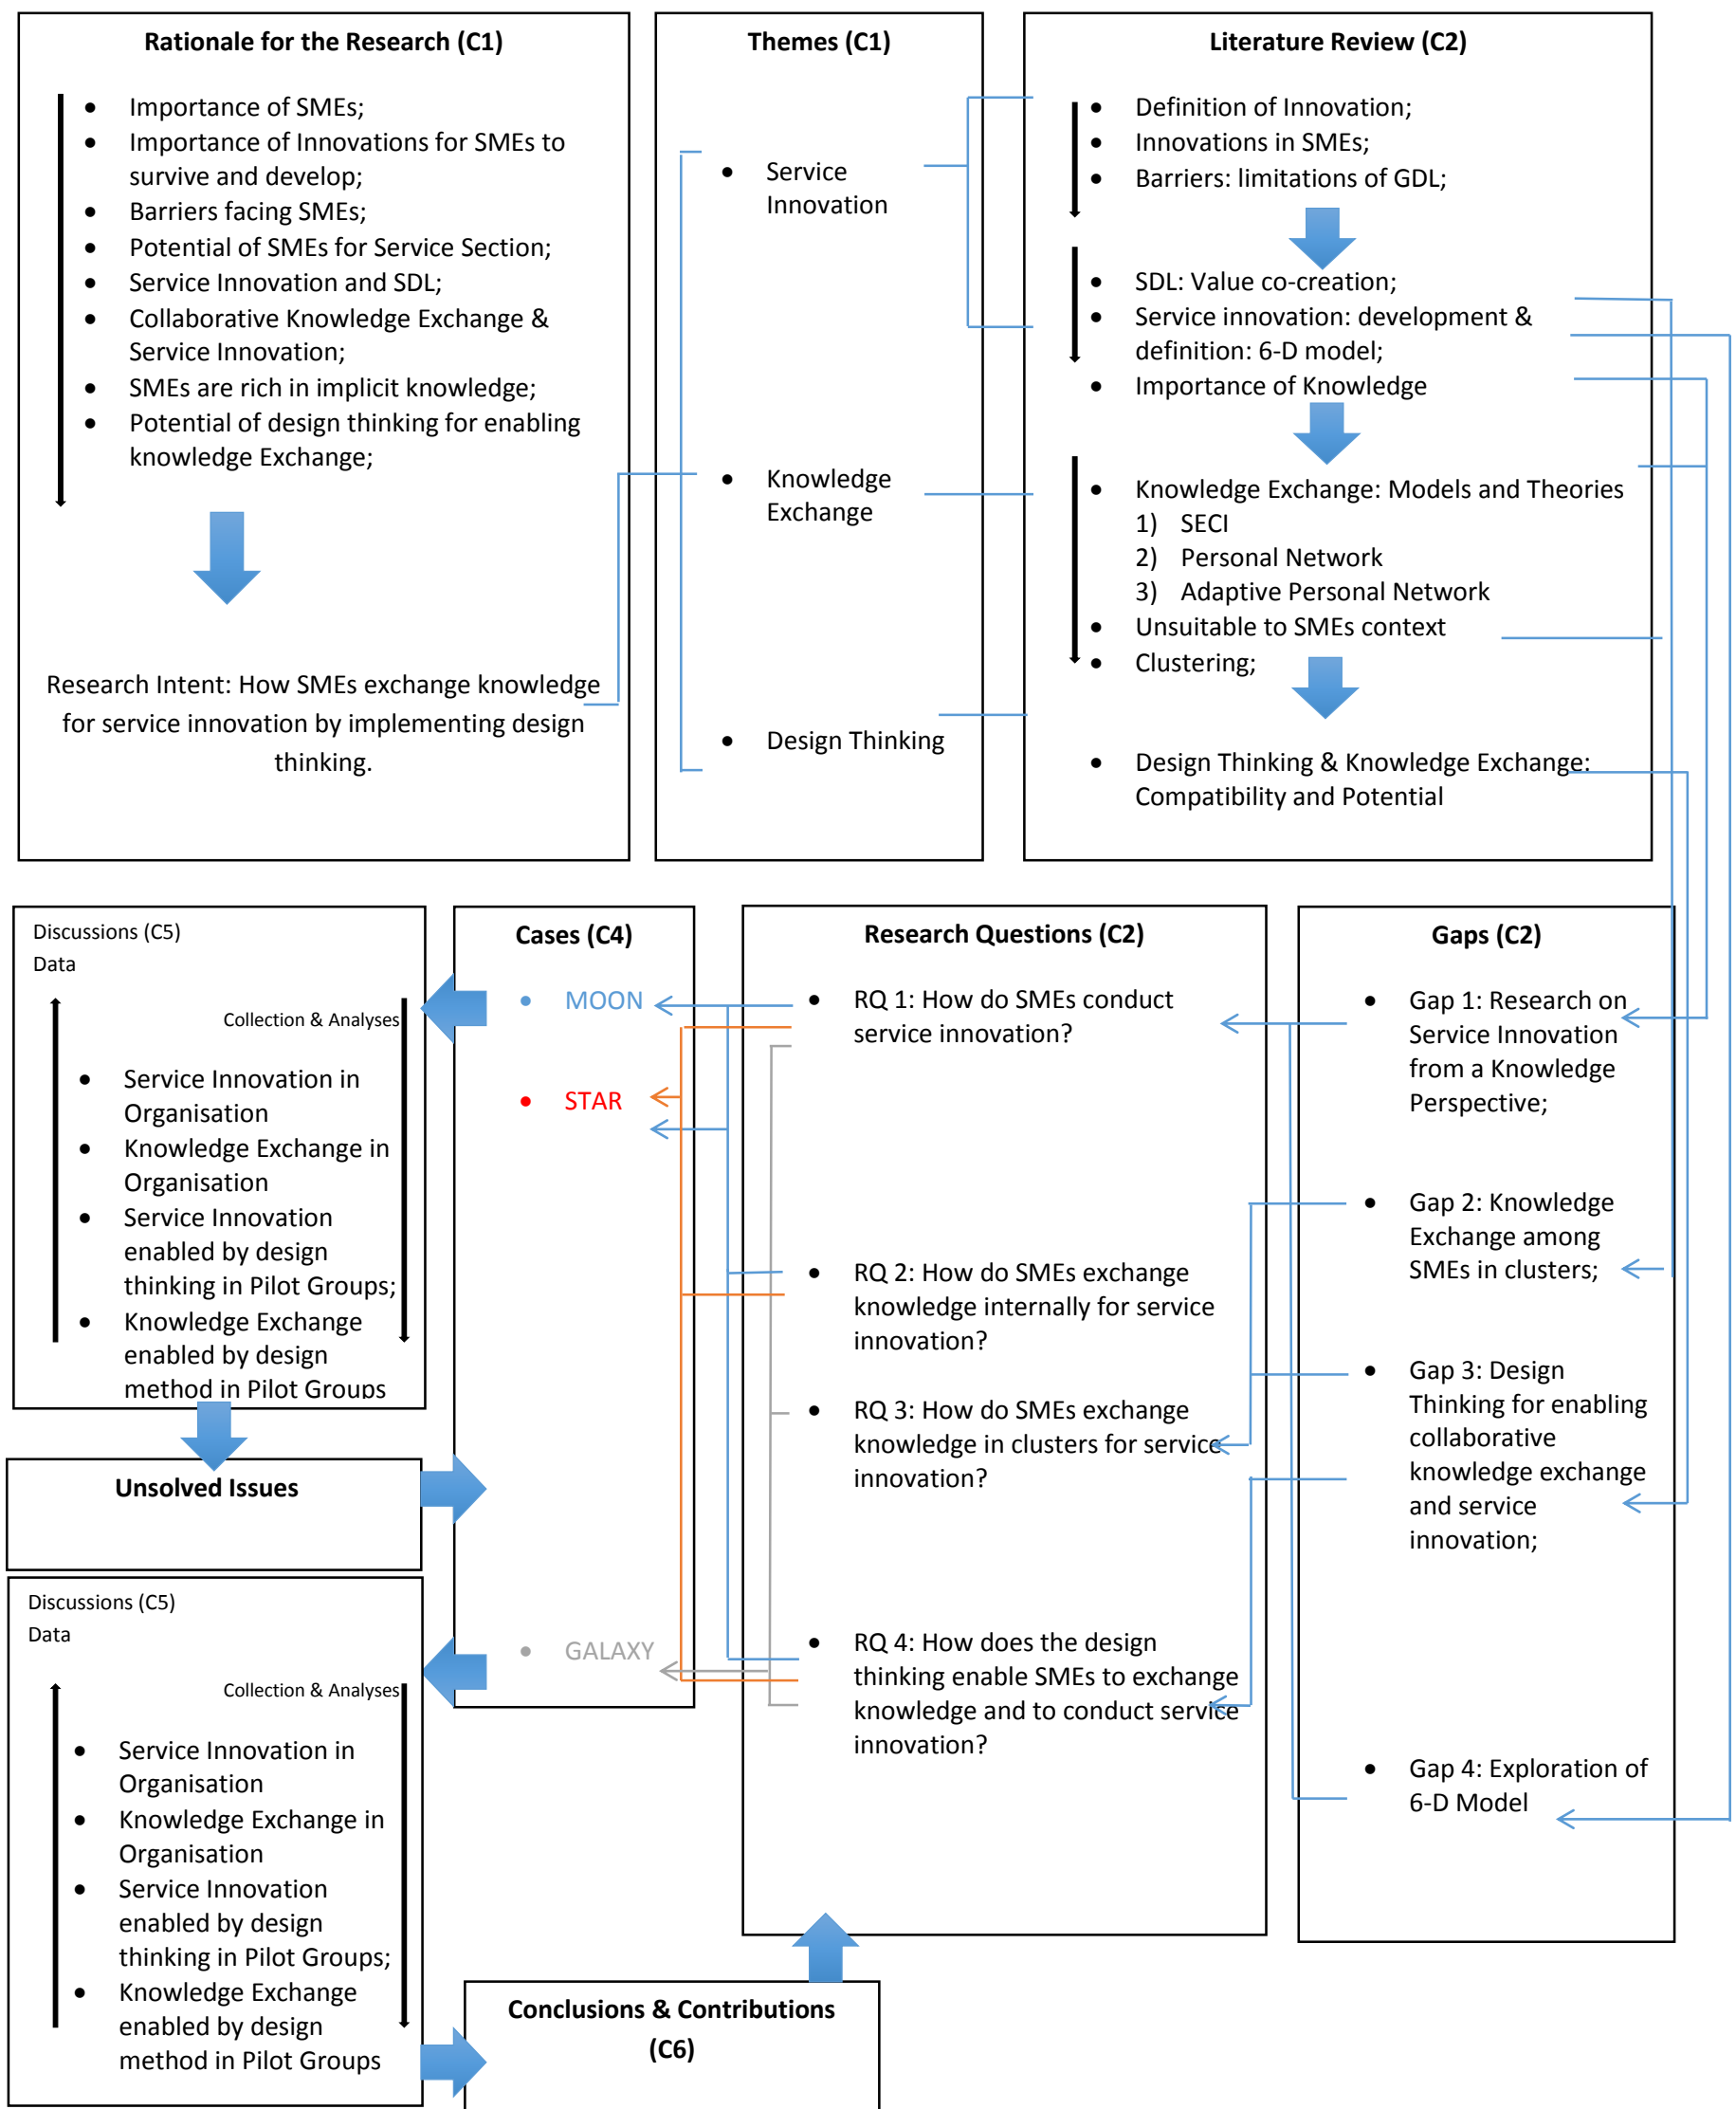 Rationale for the Research (C1)
• Importance of SMEs;
• Importance of Innovations for SMEs to
survive and develop;
• Barriers facing SMEs;
• Potential of SMEs for Service Section;
• Service Innovation and SDL;
• Collaborative Knowledge Exchange &
Service Innovation;
• SMEs are rich in implicit knowledge;
• Potential of design thinking for enabling
knowledge Exchange;
Research Intent: How SMEs exchange knowledge
for service innovation by implementing design
thinking.
Themes (C1)
• Service
Innovation
• Knowledge
Exchange
• Design Thinking
Literature Review (C2)
• Definition of Innovation;
• Innovations in SMEs;
• Barriers: limitations of GDL;
• SDL: Value co-creation;
• Service innovation: development &
definition: 6-D model;
• Importance of Knowledge
• Knowledge Exchange: Models and Theories
1) SECI
2) Personal Network
3) Adaptive Personal Network
• Unsuitable to SMEs context
• Clustering;
• Design Thinking & Knowledge Exchange:
Compatibility and Potential
Discussions (C5)
Data
Collection & Analyses
• Service Innovation in
Organisation
• Knowledge Exchange in
Organisation
• Service Innovation
enabled by design
thinking in Pilot Groups;
• Knowledge Exchange
enabled by design
method in Pilot Groups
Cases (C4)
• MOON
• STAR
• GALAXY
Research Questions (C2)
• RQ 1: How do SMEs conduct
service innovation?
• RQ 2: How do SMEs exchange
knowledge internally for service
innovation?
• RQ 3: How do SMEs exchange
knowledge in clusters for service
innovation?
• RQ 4: How does the design
thinking enable SMEs to exchange
knowledge and to conduct service
innovation?
Gaps (C2)
• Gap 1: Research on
Service Innovation
from a Knowledge
Perspective;
• Gap 2: Knowledge
Exchange among
SMEs in clusters;
• Gap 3: Design
Thinking for enabling
collaborative
knowledge exchange
and service
innovation;
• Gap 4: Exploration of
6-D Model
Unsolved Issues
Discussions (C5)
Data
Collection & Analyses
• Service Innovation in
Organisation
• Knowledge Exchange in
Organisation
• Service Innovation
enabled by design
thinking in Pilot Groups;
• Knowledge Exchange
enabled by design
method in Pilot Groups
Conclusions & Contributions
(C6)